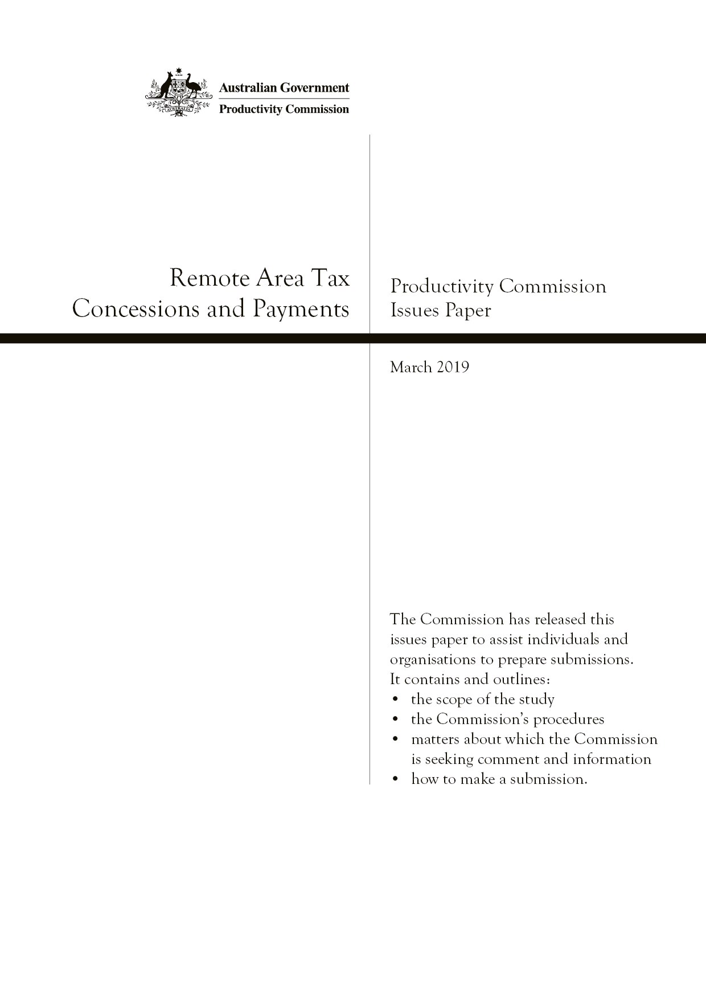 Australian Government
Productivity Commission
AUSTRALIA
Remote Area Tax
Concessions and Payments
Productivity Commission
Issues Paper
March 2019
The Commission has released this
issues paper to assist individuals and
organisations to prepare submissions.
It contains and outlines:
• the scope of the study
• the Commission’s procedures
• matters about which the Commission
is seeking comment and information
• how to make a submission.